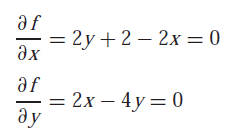 ∂f/∂x = 2y + 2 − 2x = 0
∂f/∂y = 2x − 4y = 0